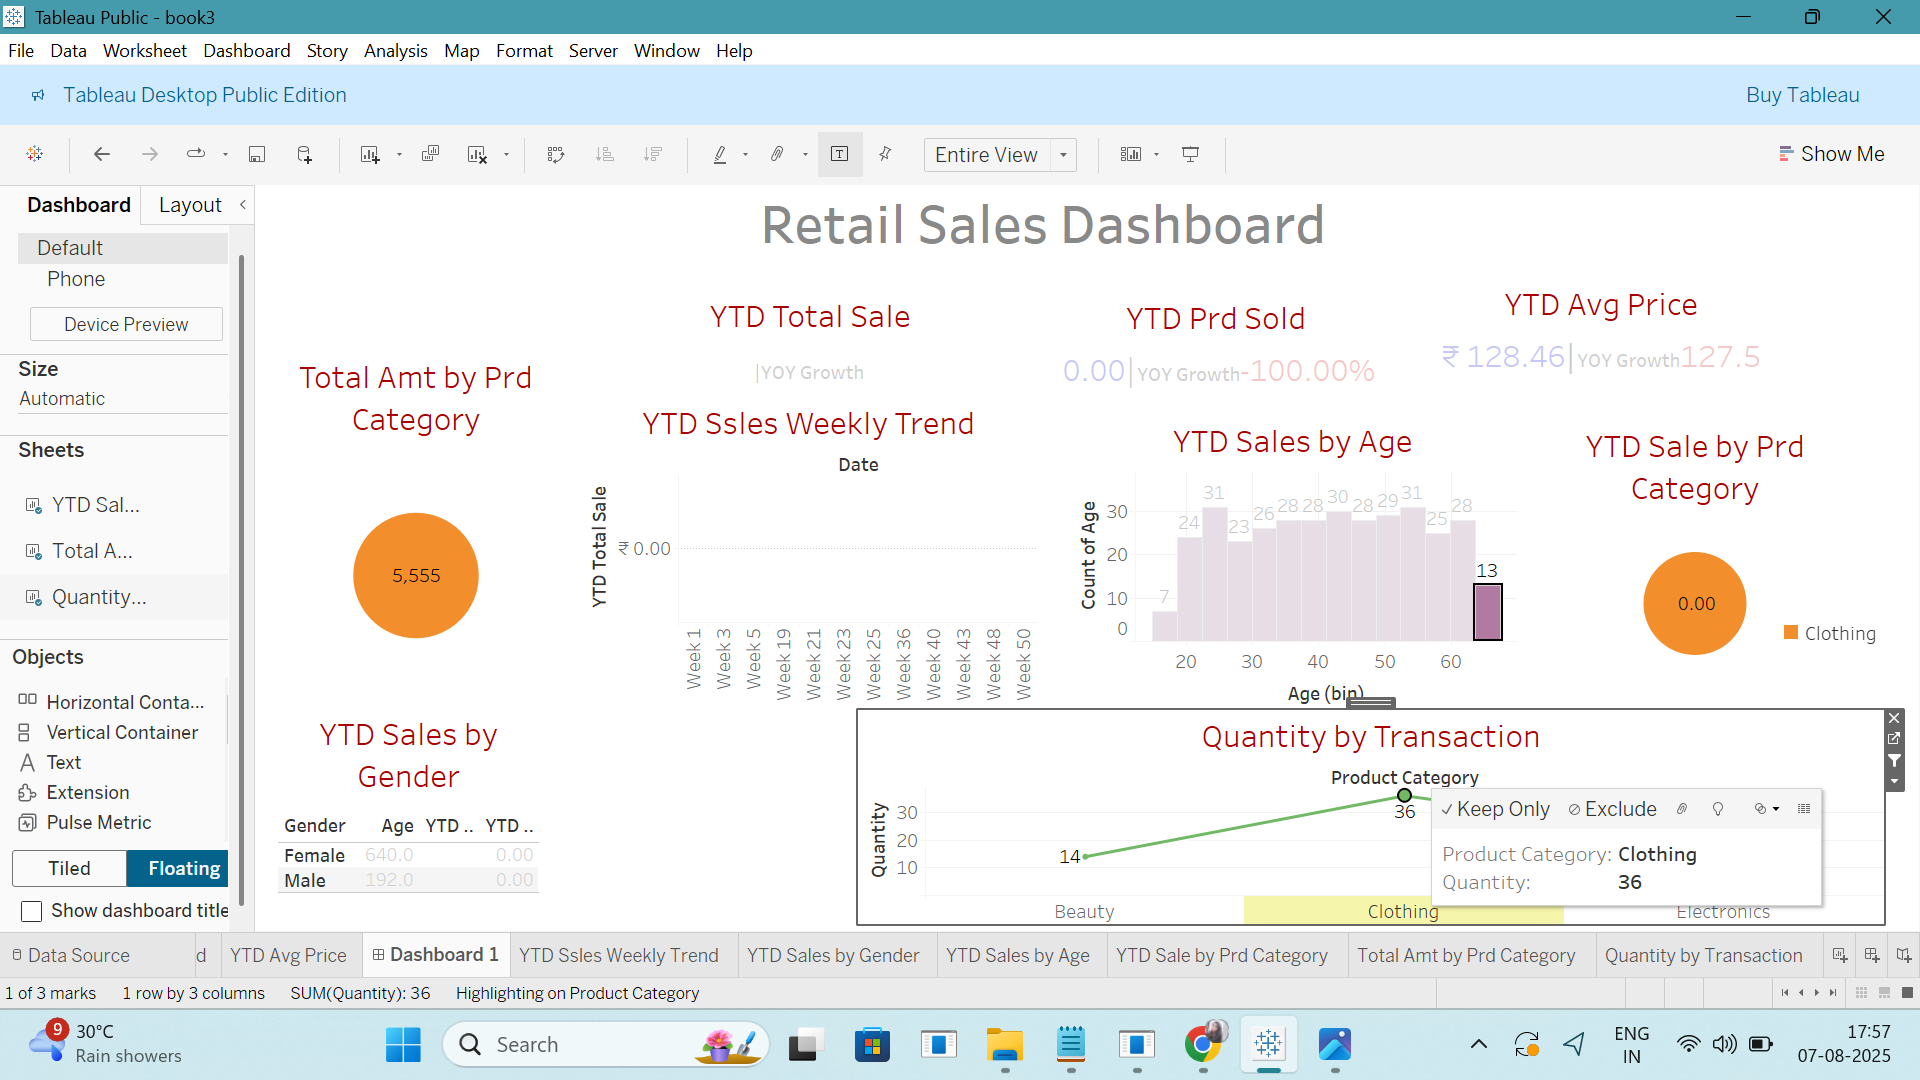 Tableau Public - book3
File Data Worksheet Dashboard Story Analysis Map Format Server Window Help
Tableau Desktop Public Edition
Buy Tableau
Entire View
Show Me
Dashboard Layout
Default
Phone
Device Preview
Size
Automatic
Sheets
YTD Sal...
Total A...
Quantity...
Objects
Horizontal Conta...
Vertical Container
Text
Extension
Pulse Metric
Tiled Floating
Show dashboard title
Retail Sales Dashboard
Total Amt by Prd
Category
5,555
YTD Total Sale
|YOY Growth
YTD Prd Sold
0.00|YOY Growth-100.00%
YTD Avg Price
₹ 128.46|YOY Growth127.5
YTD Ssles Weekly Trend
Date
YTD Total Sale
₹ 0.00
Week 1
Week 3
Week 5
Week 19
Week 21
Week 23
Week 25
Week 36
Week 40
Week 43
Week 48
Week 50
YTD Sales by Age
Count of Age
30
20
10
0
7
24
31
23
26
28
28
30
28
29
31
25
28
13
20 30 40 50 60
Age (bin)
YTD Sale by Prd
Category
0.00
Clothing
YTD Sales by
Gender
Gender Age YTD .. YTD ..
Female 640.0 0.00
Male 192.0 0.00
Quantity by Transaction
Product Category
Quantity
30
20
10
14
36
Beauty Clothing Electronics
Keep Only Exclude
Product Category: Clothing
Quantity: 36
Data Source d YTD Avg Price Dashboard 1 YTD Ssles Weekly Trend YTD Sales by Gender YTD Sales by Age YTD Sale by Prd Category Total Amt by Prd Category Quantity by Transaction
1 of 3 marks 1 row by 3 columns SUM(Quantity): 36 Highlighting on Product Category
9
30°C
Rain showers
Search
ENG
IN
17:57
07-08-2025